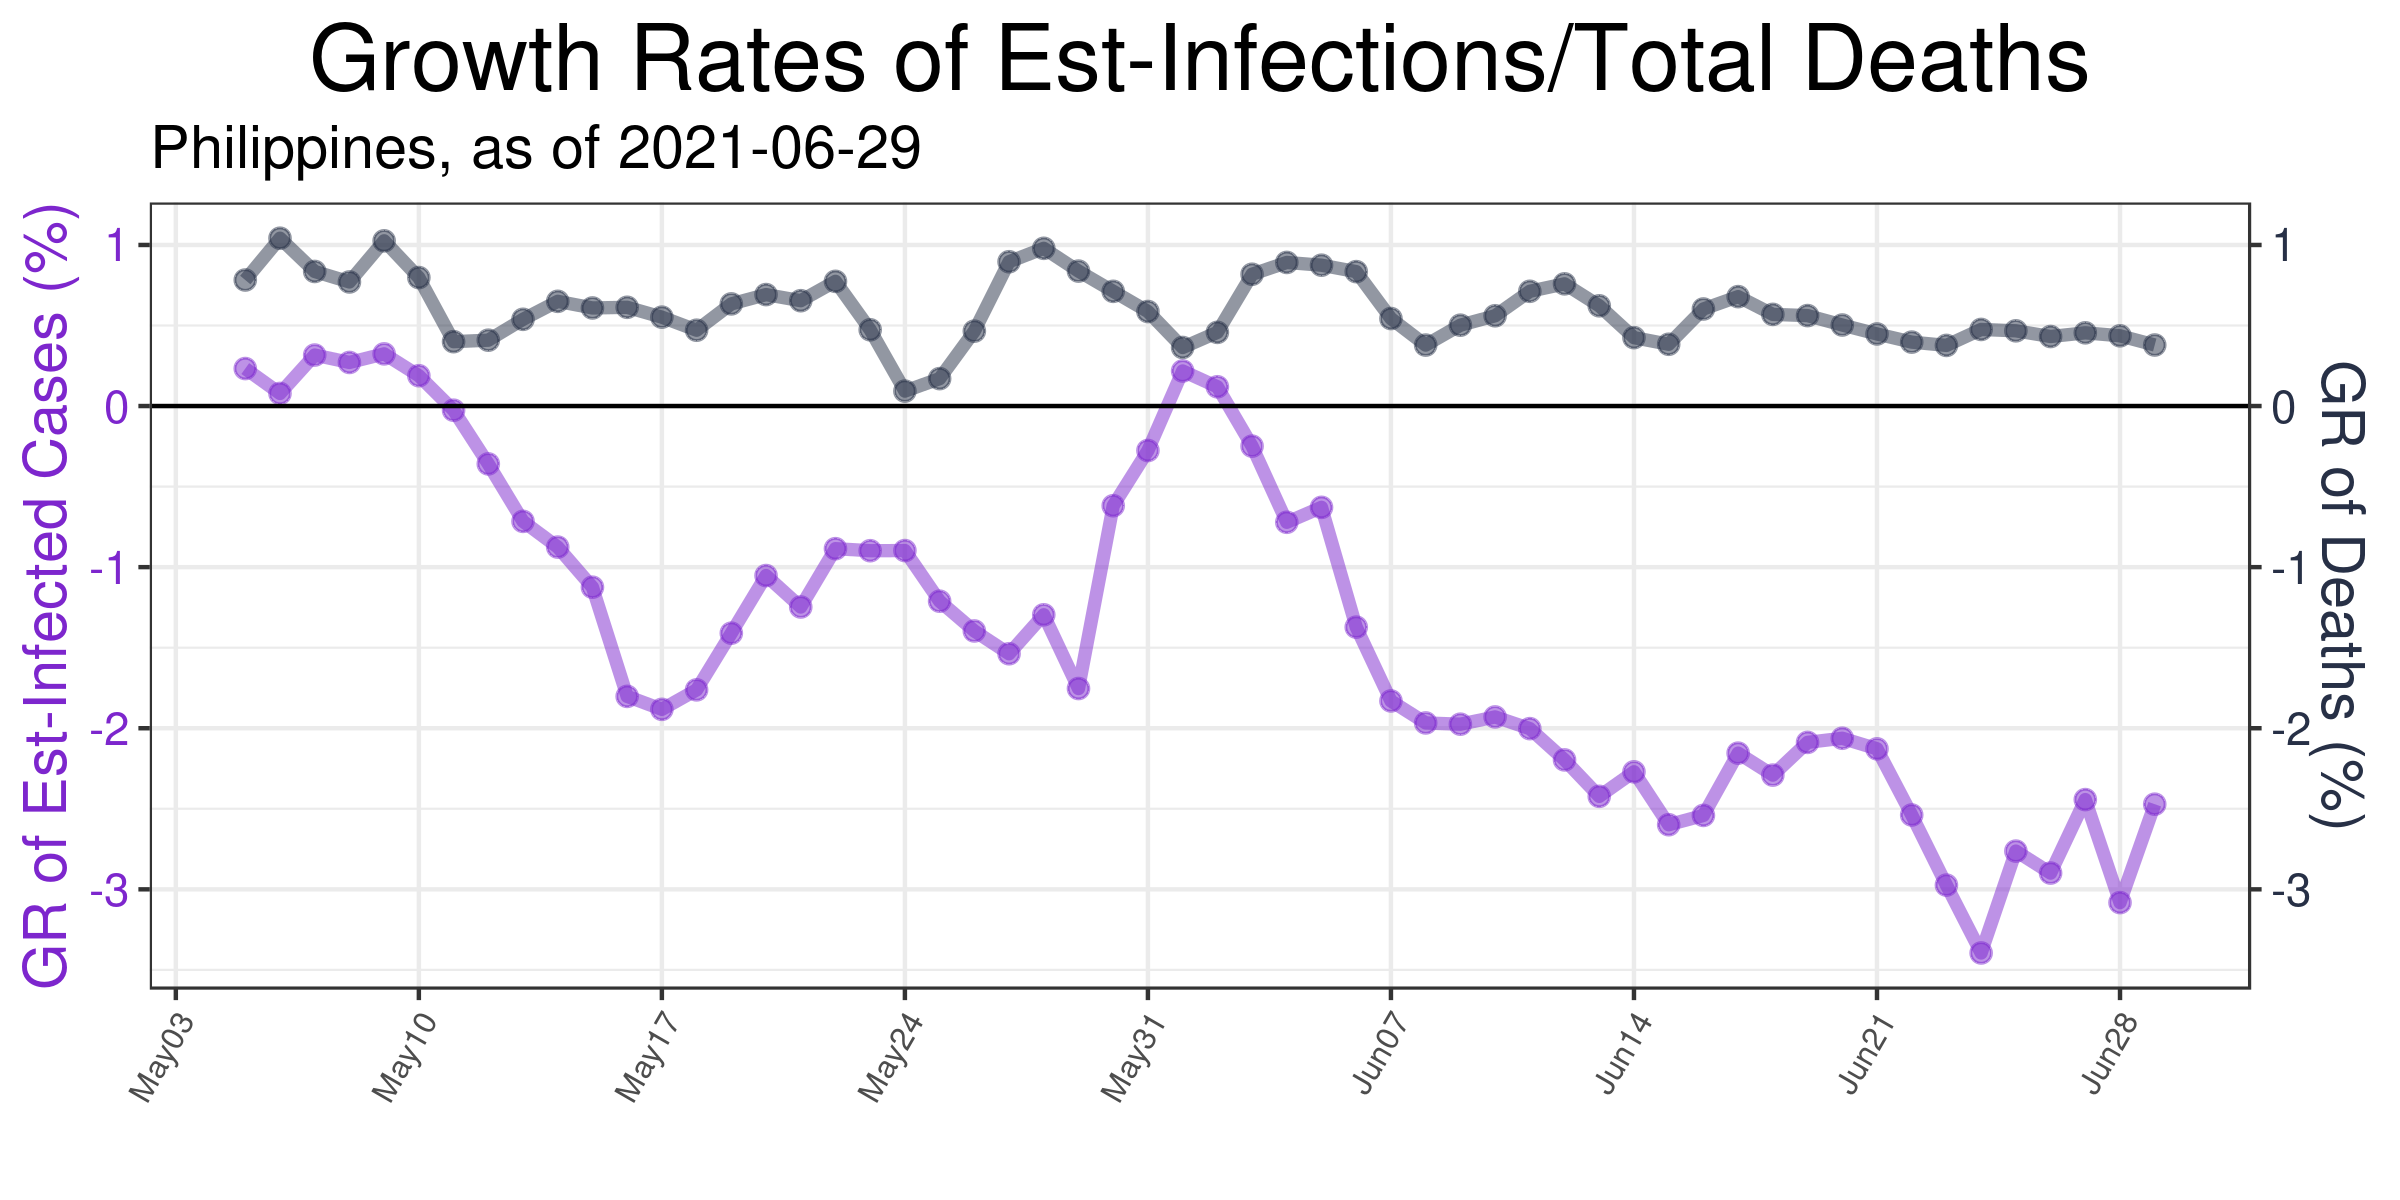 Growth Rates of Est-Infections/Total Deaths
Philippines, as of 2021-06-29
GR of Est-Infected Cases (%)
1
0
-1
-2
-3
1
0
-1
-2
-3
GR of Deaths (%)
May03
May10
May17
May24
May31
Jun07
Jun14
Jun21
Jun28